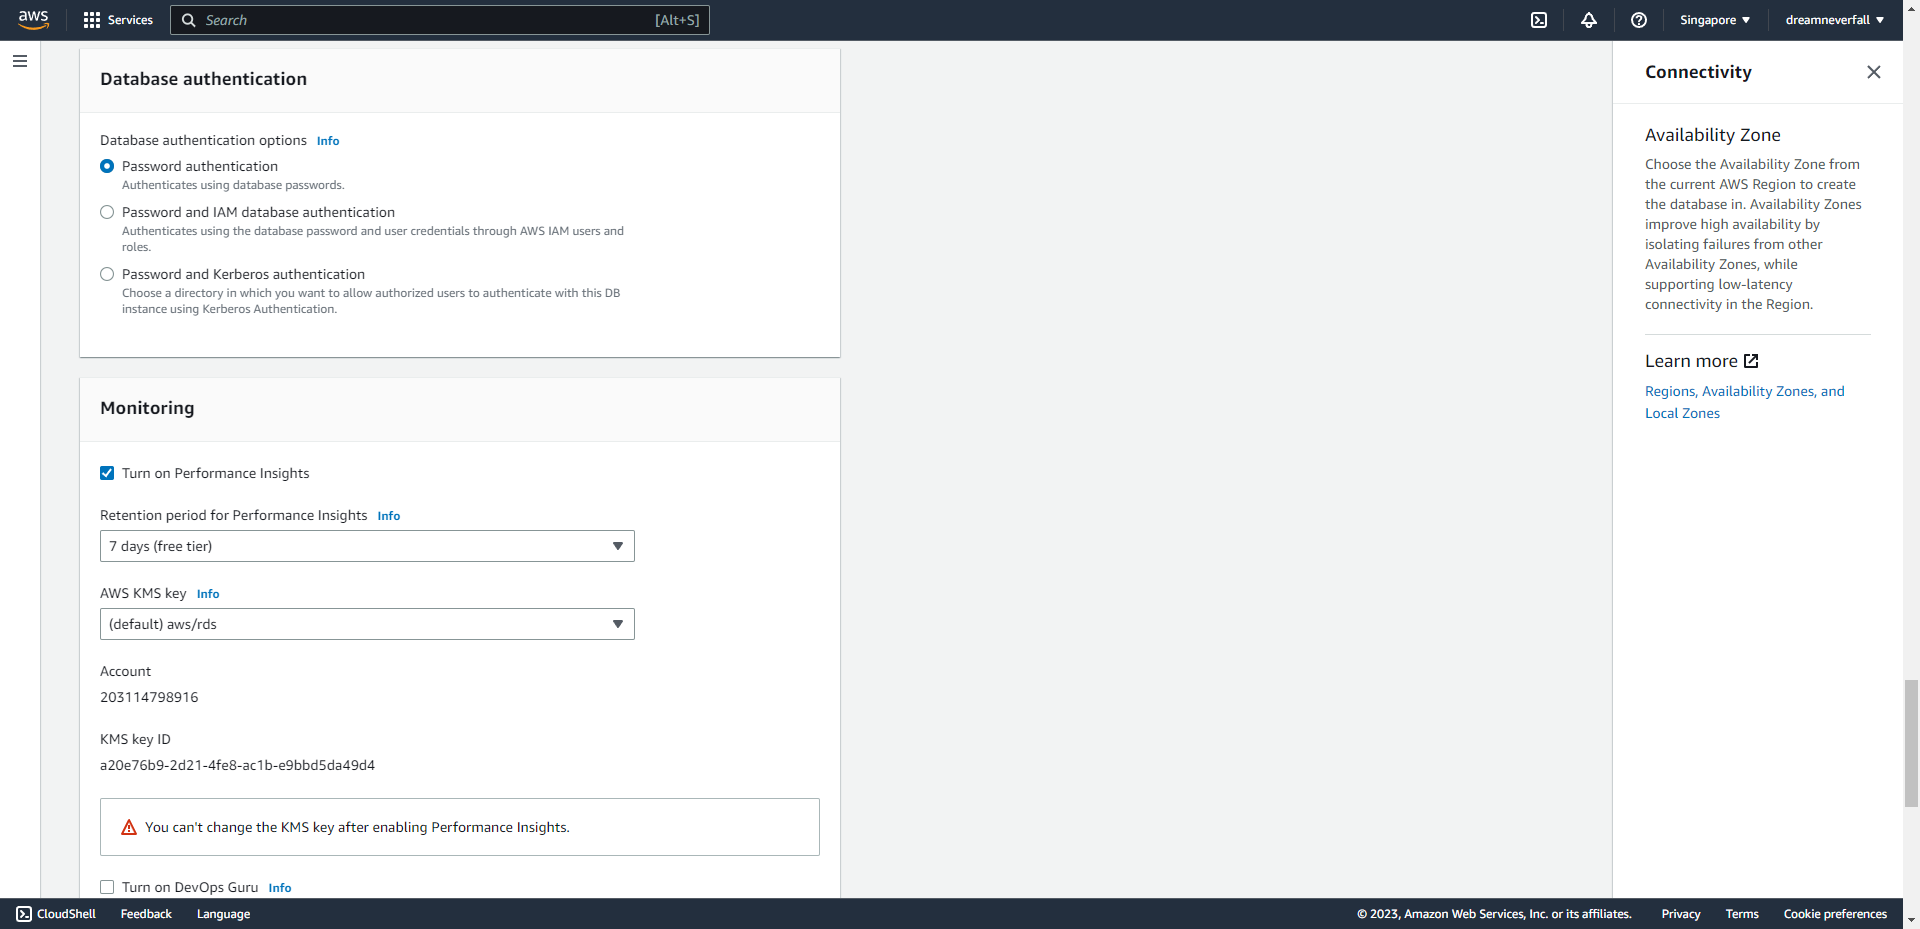 aws
Services
Search
[Alt+S]
Singapore
dreamneverfall
Database authentication
Database authentication options Info
Password authentication
Authenticates using database passwords.
Password and IAM database authentication
Authenticates using the database password and user credentials through AWS IAM users and
roles.
Password and Kerberos authentication
Choose a directory in which you want to allow authorized users to authenticate with this DB
instance using Kerberos Authentication.
Monitoring
Turn on Performance Insights
Retention period for Performance Insights Info
7 days (free tier)
AWS KMS key Info
(default) aws/rds
Account
203114798916
KMS key ID
a20e76b9-2d21-4fe8-ac1b-e9bbd5da49d4
You can't change the KMS key after enabling Performance Insights.
Turn on DevOps Guru Info
Connectivity
Availability Zone
Choose the Availability Zone from
the current AWS Region to create
the database in. Availability Zones
improve high availability by
isolating failures from other
Availability Zones, while
supporting low-latency
connectivity in the Region.
Learn more
Regions, Availability Zones, and
Local Zones
CloudShell
Feedback
Language
© 2023, Amazon Web Services, Inc. or its affiliates.
Privacy
Terms
Cookie preferences